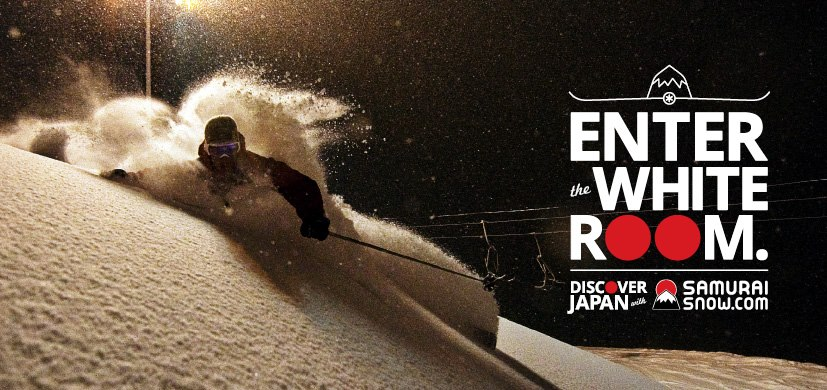 ENTER
the WHITE
ROOM.
DISCOVER
JAPAN with
SAMURAI
SNOW.COM